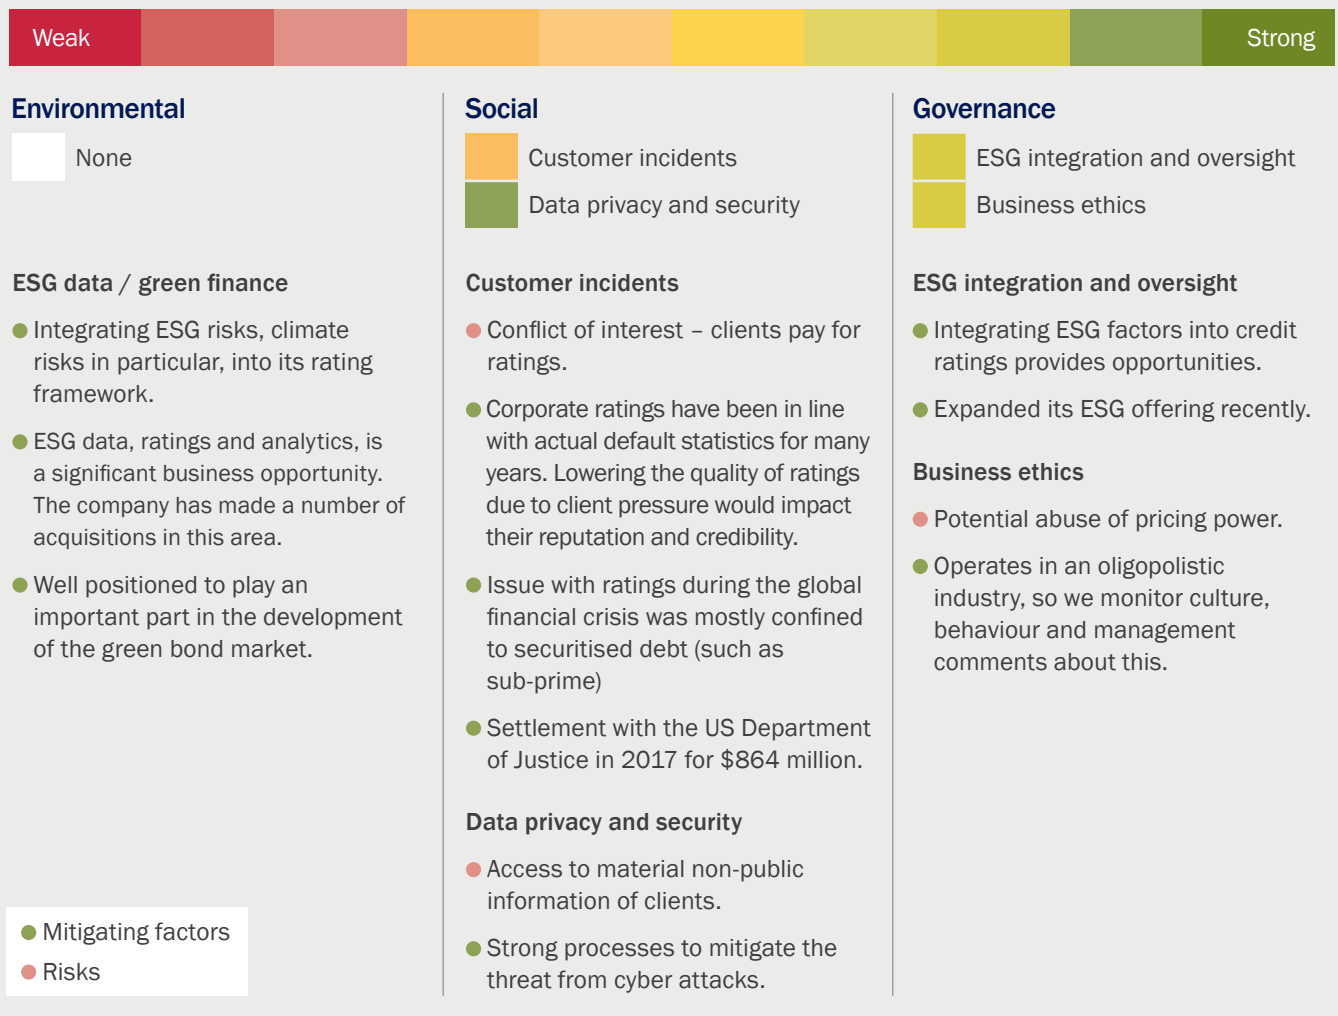 Weak
Strong
Environmental
None
ESG data / green finance
Integrating ESG risks, climate
risks in particular, into its rating
framework.
ESG data, ratings and analytics, is
a significant business opportunity.
The company has made a number of
acquisitions in this area.
Well positioned to play an
important part in the development
of the green bond market.
Mitigating factors
Risks
Social
Customer incidents
Data privacy and security
Customer incidents
Conflict of interest – clients pay for
ratings.
Corporate ratings have been in line
with actual default statistics for many
years. Lowering the quality of ratings
due to client pressure would impact
their reputation and credibility.
Issue with ratings during the global
financial crisis was mostly confined
to securitised debt (such as
sub-prime)
Settlement with the US Department
of Justice in 2017 for $864 million.
Data privacy and security
Access to material non-public
information of clients.
Strong processes to mitigate the
threat from cyber attacks.
Governance
ESG integration and oversight
Business ethics
ESG integration and oversight
Integrating ESG factors into credit
ratings provides opportunities.
Expanded its ESG offering recently.
Business ethics
Potential abuse of pricing power.
Operates in an oligopolistic
industry, so we monitor culture,
behaviour and management
comments about this.